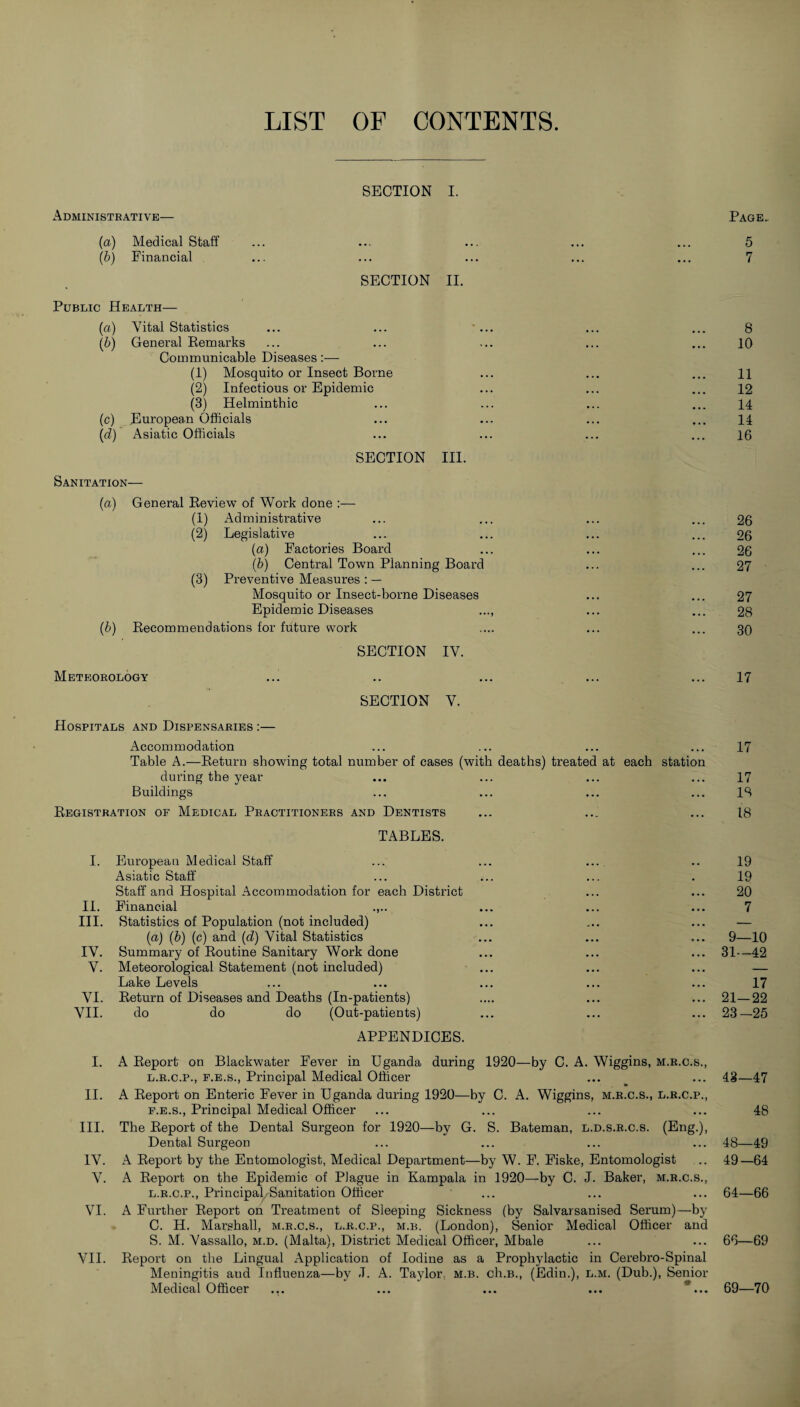 LIST OF CONTENTS.
SECTION I.
Administrative— Page.
(a) Medical Staff ... ... ... ... ... 5
(b) Financial ... ... ... ... ... 7
SECTION II.
Public Health—
(a) Vital Statistics ... ... ... ... ... 8
(b) General Remarks ... ... ... ... ... 10
Communicable Diseases :—
(1) Mosquito or Insect Borne ... ... ... 11
(2) Infectious or Epidemic ... ... ... 12
(3) Helminthic ... ... ... ... 14
(c) European Officials ... ... ... ... 14
(d) Asiatic Officials ... ... ... ... 16
SECTION III.
Sanitation—
(a) General Review of Work done :—
(1) Administrative ... ... ... ... 26
(2) Legislative ... ... ... ... 26
(a) Factories Board ... ... ... 26
(b) Central Town Planning Board ... ... 27
(3) Preventive Measures : —
Mosquito or Insect-borne Diseases ... ... 27
Epidemic Diseases ..., ... ... 28
(b) Recommendations for future work .... ... ... 30
SECTION IV.
Meteorology ... .. ... ... ... 17
SECTION V.
Hospitals and Dispensaries :—
Accommodation ... ... ... ... 17
Table A.—Return showing total number of cases (with deaths) treated at each station
during the year ... ... ... ... 17
Buildings ... ... ... ... 18
Registration of Medical Practitioners and Dentists ... ... ... 18
TABLES.
I. European Medical Staff ... ... ... .. 19
Asiatic Staff ... ... ... . 19
Staff and Hospital Accommodation for each District ... ... 20
II. Financial .,.. ... ... ... 7
III. Statistics of Population (not included) ... ... ... —
(a) (b) (c) and (d) Vital Statistics ... ... ... 9—10
IV. Summary of Routine Sanitary Work done ... ... ... 31—42
V. Meteorological Statement (not included) ... ... ... —
Lake Levels ... ... ... ... ... 17
VI. Return of Diseases and Deaths (In-patients) .... ... ... 21—22
VII. do do do (Out-patients) ... ... ... 23—25
APPENDICES.
I. A Report on Blackwater Fever in Uganda during 1920—by C. A. Wiggins, M.R.C.S.,
L.R.C.P., F.E.S., Principal Medical Officer ... ... 43—47
II. A Report on Enteric Fever in Uganda during 1920—by C. A. Wiggins, M.R.C.S., L.R.C.P.,
F.E.S., Principal Medical Officer ... ... ... ... 48
III. The Report of the Dental Surgeon for 1920—by G. S. Bateman, L.D.S.R.C.S. (Eng.),
Dental Surgeon ... ... ... ... 48—49
IV. A Report by the Entomologist, Medical Department—by W. F. Fiske, Entomologist .. 49—64
V. A Report on the Epidemic of Plague in Kampala in 1920—by C. J. Baker, M.R.C.S.,
L.R.C.P., Principal Sanitation Officer ... ... ... 64—66
VI. A Further Report on Treatment of Sleeping Sickness (by Salvarsanised Serum)—by
C. H. Marshall, M.R.C.S., L.R.C.P., M.B. (London), Senior Medical Officer and
S. M. Vassallo, M.D. (Malta), District Medical Officer, Mbale ... ... 66—69
VII. Report on the Lingual Application of Iodine as a Prophylactic in Cerebro-Spinal
Meningitis and Influenza—by J. A. Taylor, M.B. ch.B., (Edin.), L.M. (Dub.), Senior
Medical Officer ... ... ... ... ... 69—70